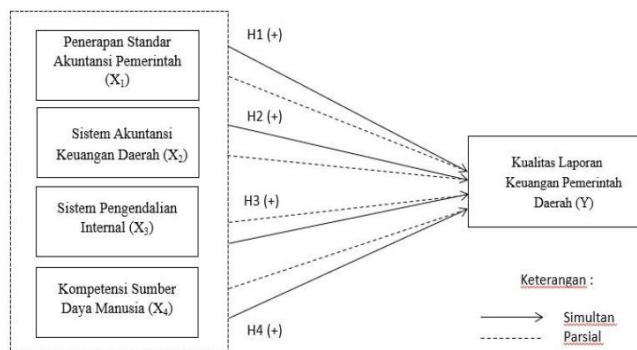 Penerapan Standar
Akuntansi Pemerintah
(X₁)
Sistem Akuntansi
Keuangan Daerah (X₂)
Sistem Pengendalian
Internal (X₃)
Kompetensi Sumber
Daya Manusia (X₄)
H1 (+)
H2 (+)
H3 (+)
H4 (+)
Kualitas Laporan
Keuangan Pemerintah
Daerah (Y)
Keterangan :
Simultan
Parsial